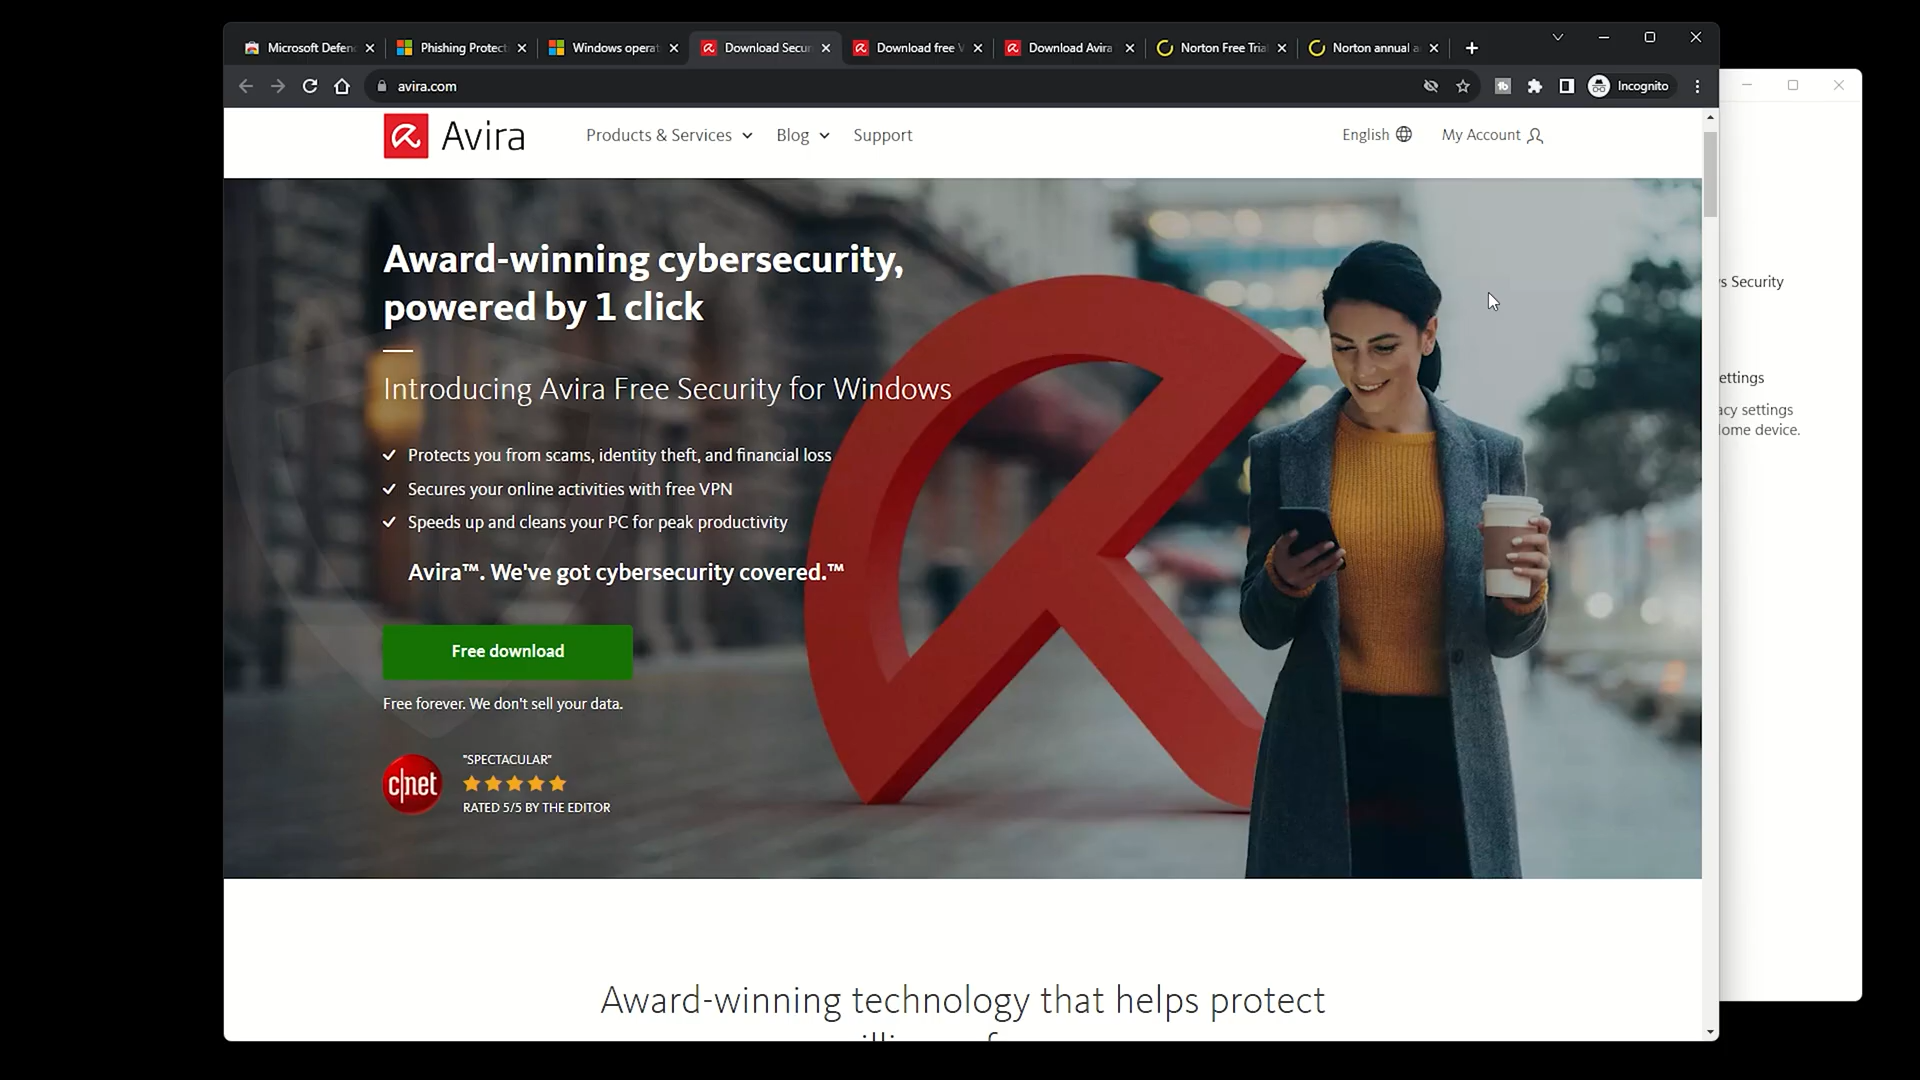 Microsoft Defen
Phishing Protect
Windows operat
Download Secur
Download free V
Download Avira
Norton Free Tria
Norton annual a
avira.com
Incognito
Avira
Products & Services
Blog
Support
English
My Account
Award-winning cybersecurity,
powered by 1 click
Introducing Avira Free Security for Windows
Protects you from scams, identity theft, and financial loss
Secures your online activities with free VPN
Speeds up and cleans your PC for peak productivity
Avira™. We've got cybersecurity covered.™
Free download
Free forever. We don't sell your data.
c|net
"SPECTACULAR"
RATED 5/5 BY THE EDITOR
Award-winning technology that helps protect
s Security
ettings
acy settings
ome device.